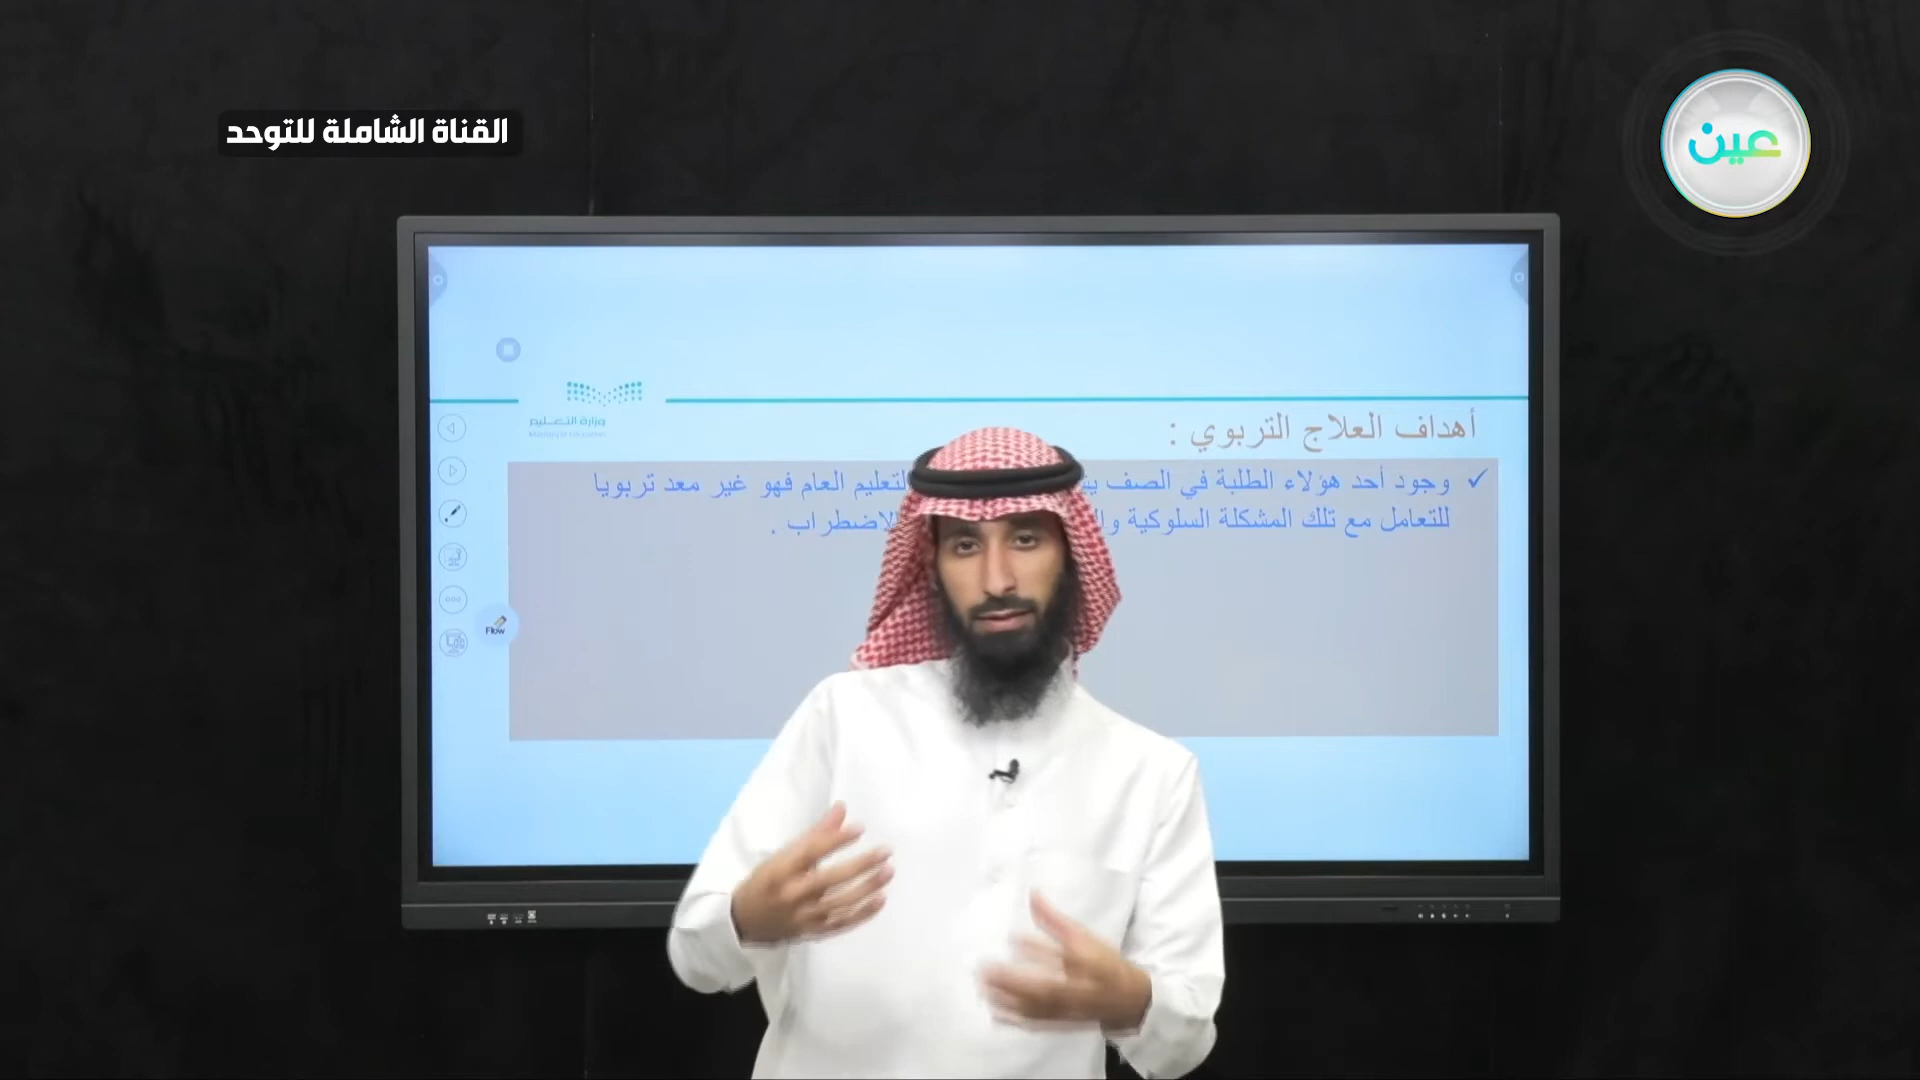 القناة الشاملة للتوحد
عين
وزارة التعليم
Ministry of Education
أهداف العلاج التربوي :
✓ وجود أحد هؤلاء الطلبة في الصف التعليم العام فهو غير معد تربويا
للتعامل مع تلك المشكلة السلوكية الاضطراب .
Flow